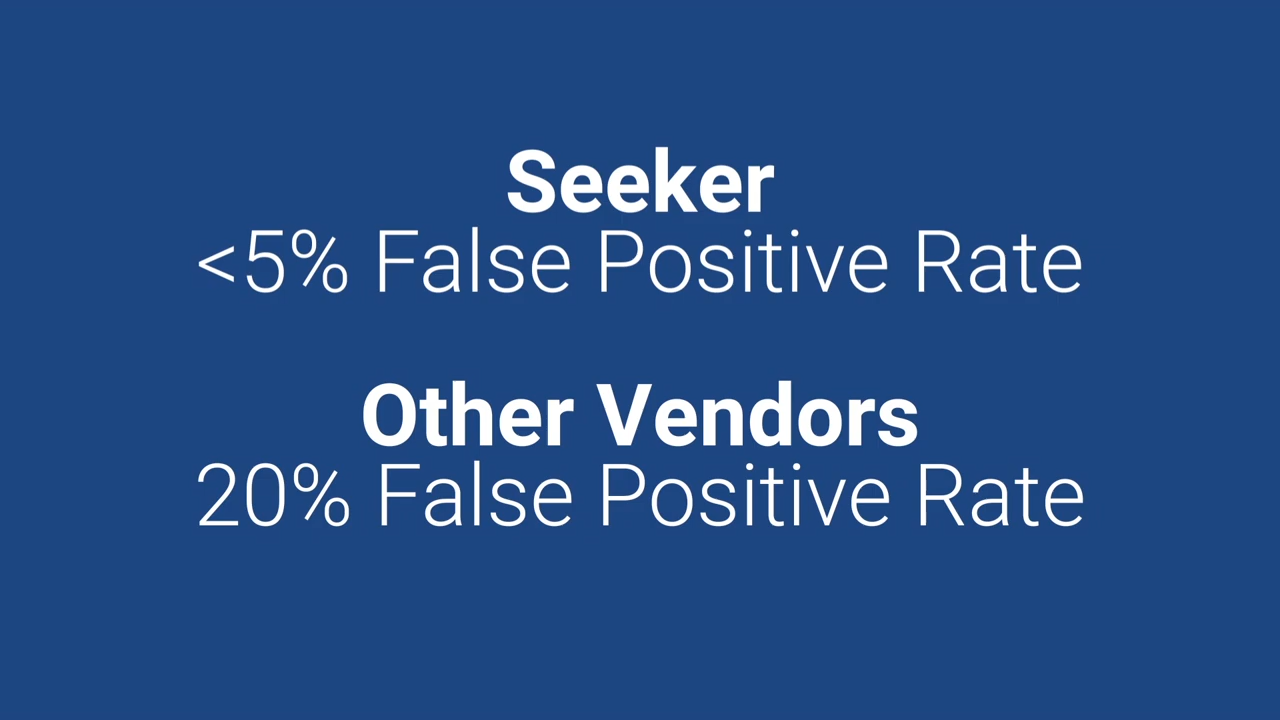 Seeker
<5% False Positive Rate
Other Vendors
20% False Positive Rate